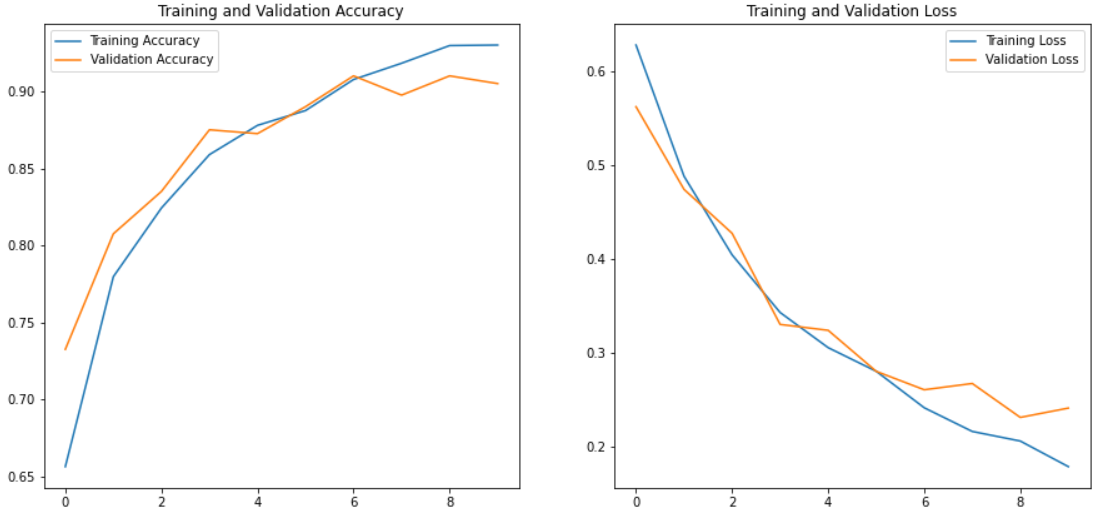 Training and Validation Accuracy
Training Accuracy
Validation Accuracy
0.90
0.85
0.80
0.75
0.70
0.65
0 2 4 6 8
Training and Validation Loss
Training Loss
Validation Loss
0.6
0.5
0.4
0.3
0.2
0 2 4 6 8